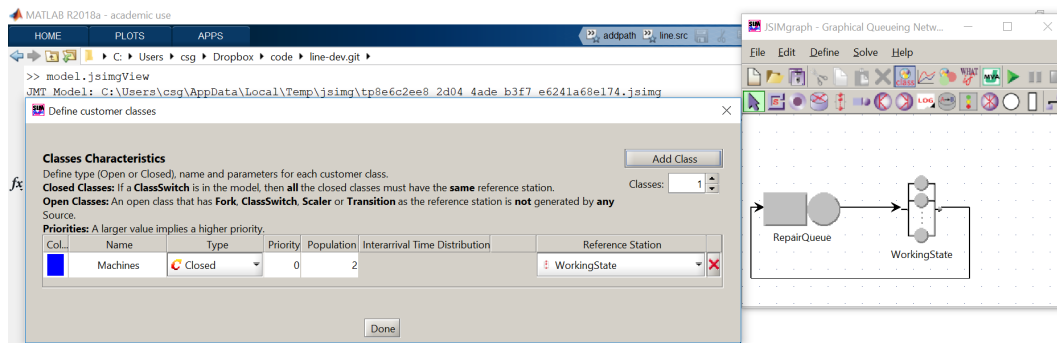 MATLAB R2018a - academic use
HOME PLOTS APPS
addpath line.src
C: Users csg Dropbox code line-dev.git
>> model.jsimgView
JMT Model: C:\Users\csg\AppData\Local\Temp\jsimg\tp8e6c2ee8_2d04_4ade_b3f7_e6241a68e174.jsimg
fx
Define customer classes
Classes Characteristics
Add Class
Define type (Open or Closed), name and parameters for each customer class.
Closed Classes: If a ClassSwitch is in the model, then all the closed classes must have the same reference station.
Classes: 1
Open Classes: An open class that has Fork, ClassSwitch, Scaler or Transition as the reference station is not generated by any
Source.
Priorities: A larger value implies a higher priority.
Col... Name Type Priority Population Interarrival Time Distribution Reference Station
Machines Closed 0 2 WorkingState
Done
JSIMgraph - Graphical Queueing Netw...
File Edit Define Solve Help
CLASS WHAT IF MVA
LOG
RepairQueue
WorkingState